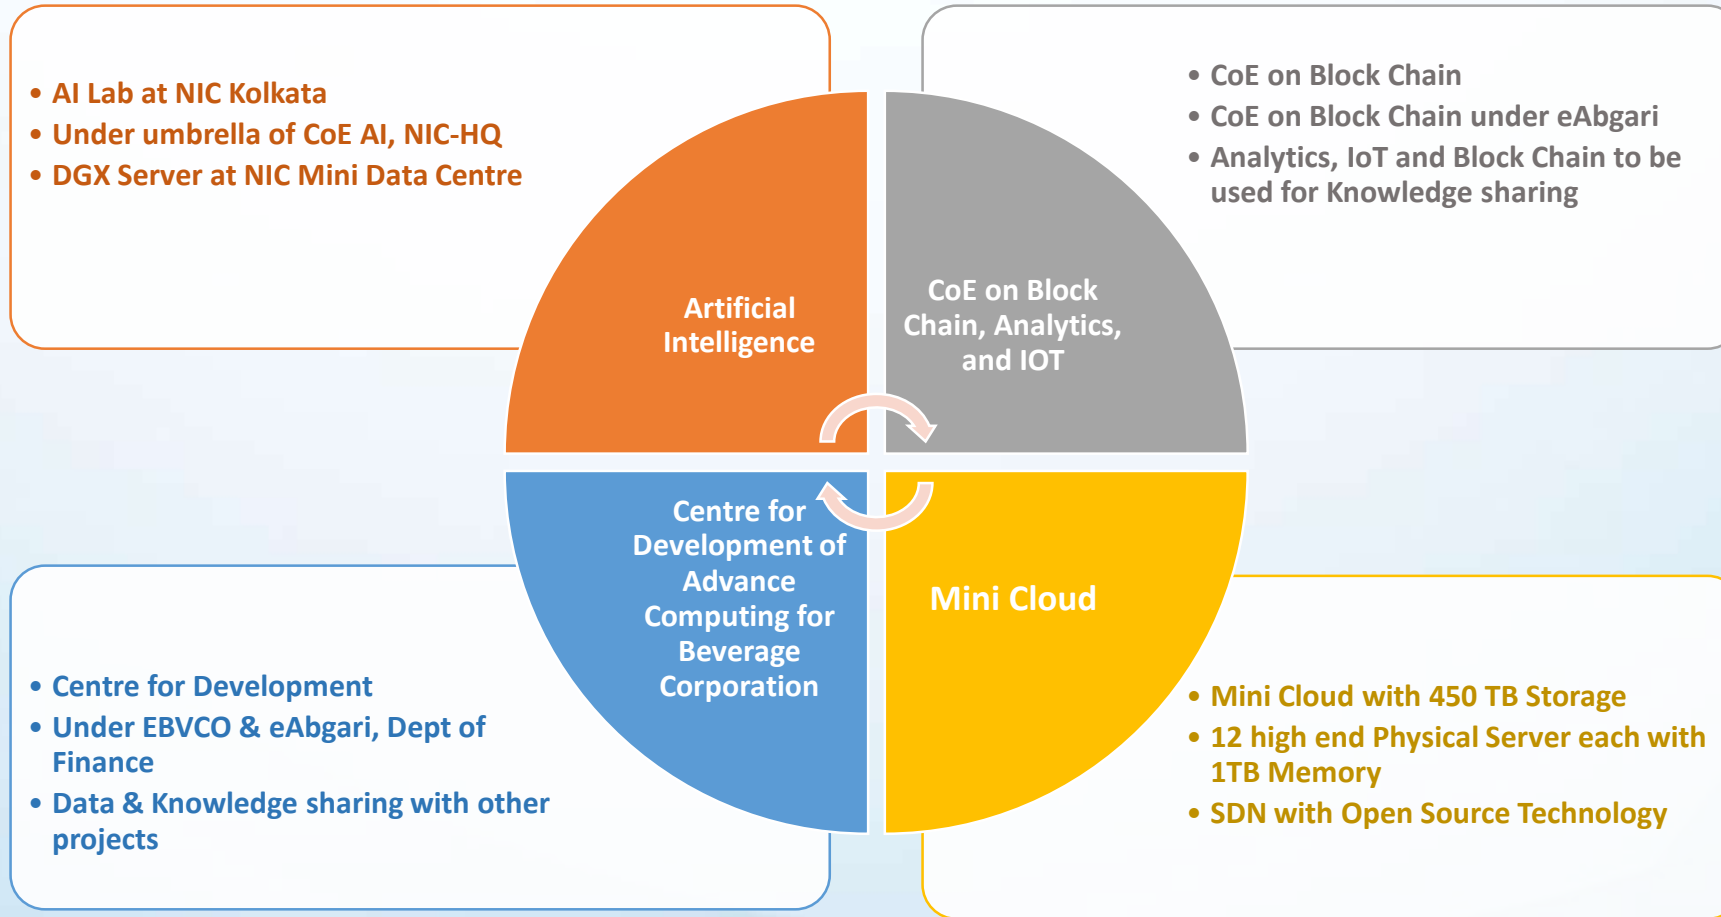 • AI Lab at NIC Kolkata
• Under umbrella of CoE AI, NIC-HQ
• DGX Server at NIC Mini Data Centre
• CoE on Block Chain
• CoE on Block Chain under eAbgari
• Analytics, IoT and Block Chain to be
used for Knowledge sharing
Artificial
Intelligence
CoE on Block
Chain, Analytics,
and IOT
Centre for
Development of
Advance
Computing for
Beverage
Corporation
Mini Cloud
• Centre for Development
• Under EBVCO & eAbgari, Dept of
Finance
• Data & Knowledge sharing with other
projects
• Mini Cloud with 450 TB Storage
• 12 high end Physical Server each with
1TB Memory
• SDN with Open Source Technology